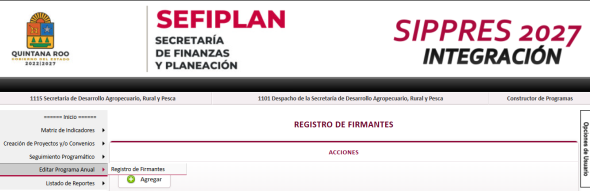 QUINTANA ROO
GOBIERNO DEL ESTADO
2022|2027
SEFIPLAN
SECRETARÍA
DE FINANZAS
Y PLANEACIÓN
SIPPRES 2027
INTEGRACIÓN
1115 Secretaría de Desarrollo Agropecuario, Rural y Pesca
1101 Despacho de la Secretaría de Desarrollo Agropecuario, Rural y Pesca
Constructor de Programas
====== Inicio ======
Matriz de Indicadores
Creación de Proyectos y/o Convenios
Seguimiento Programático
Editar Programa Anual
Listado de Reportes
Registro de Firmantes
REGISTRO DE FIRMANTES
ACCIONES
Agregar
Opciones de Usuario